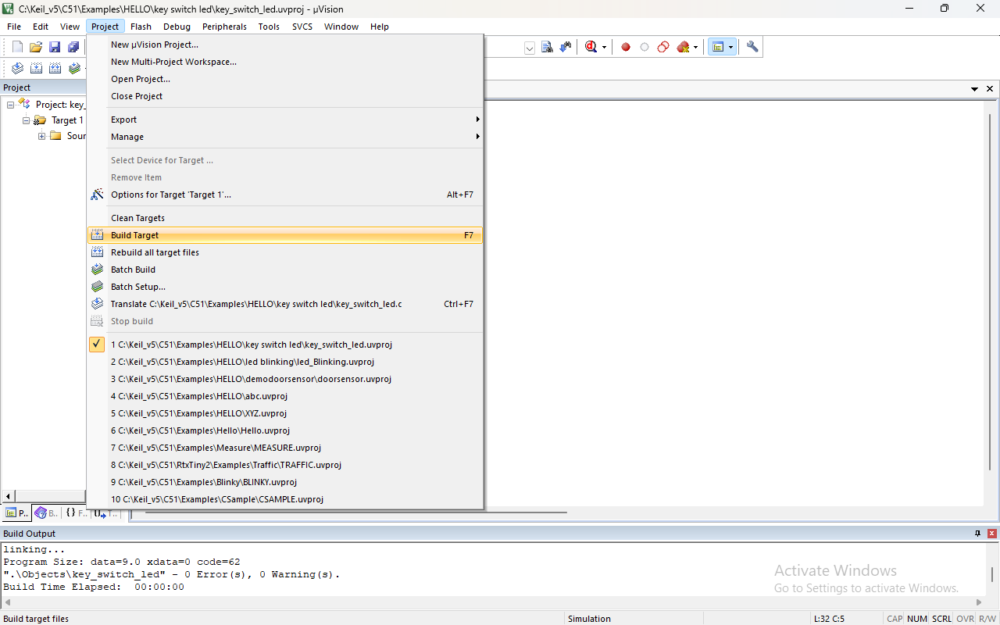 C:\Keil_v5\C51\Examples\HELLO\key switch led\key_switch_led.uvproj - µVision
File Edit View Project Flash Debug Peripherals Tools SVCS Window Help
Project
Project: key_
Target 1
Sour
New µVision Project...
New Multi-Project Workspace...
Open Project...
Close Project
Export
Manage
Select Device for Target ...
Remove Item
Options for Target 'Target 1'... Alt+F7
Clean Targets
Build Target F7
Rebuild all target files
Batch Build
Batch Setup...
Translate C:\Keil_v5\C51\Examples\HELLO\key switch led\key_switch_led.c Ctrl+F7
Stop build
1 C:\Keil_v5\C51\Examples\HELLO\key switch led\key_switch_led.uvproj
2 C:\Keil_v5\C51\Examples\HELLO\led blinking\led_Blinking.uvproj
3 C:\Keil_v5\C51\Examples\HELLO\demodoorsensor\doorsensor.uvproj
4 C:\Keil_v5\C51\Examples\HELLO\abc.uvproj
5 C:\Keil_v5\C51\Examples\HELLO\XYZ.uvproj
6 C:\Keil_v5\C51\Examples\Hello\Hello.uvproj
7 C:\Keil_v5\C51\Examples\Measure\MEASURE.uvproj
8 C:\Keil_v5\C51\RtxTiny2\Examples\Traffic\TRAFFIC.uvproj
9 C:\Keil_v5\C51\Examples\Blinky\BLINKY.uvproj
10 C:\Keil_v5\C51\Examples\CSample\CSAMPLE.uvproj
P.. B.. {} F.. T..
Build Output
linking...
Program Size: data=9.0 xdata=0 code=62
".\Objects\key_switch_led" - 0 Error(s), 0 Warning(s).
Build Time Elapsed: 00:00:00
Activate Windows
Go to Settings to activate Windows.
Build target files Simulation L:32 C:5 CAP NUM SCRL OVR R/W